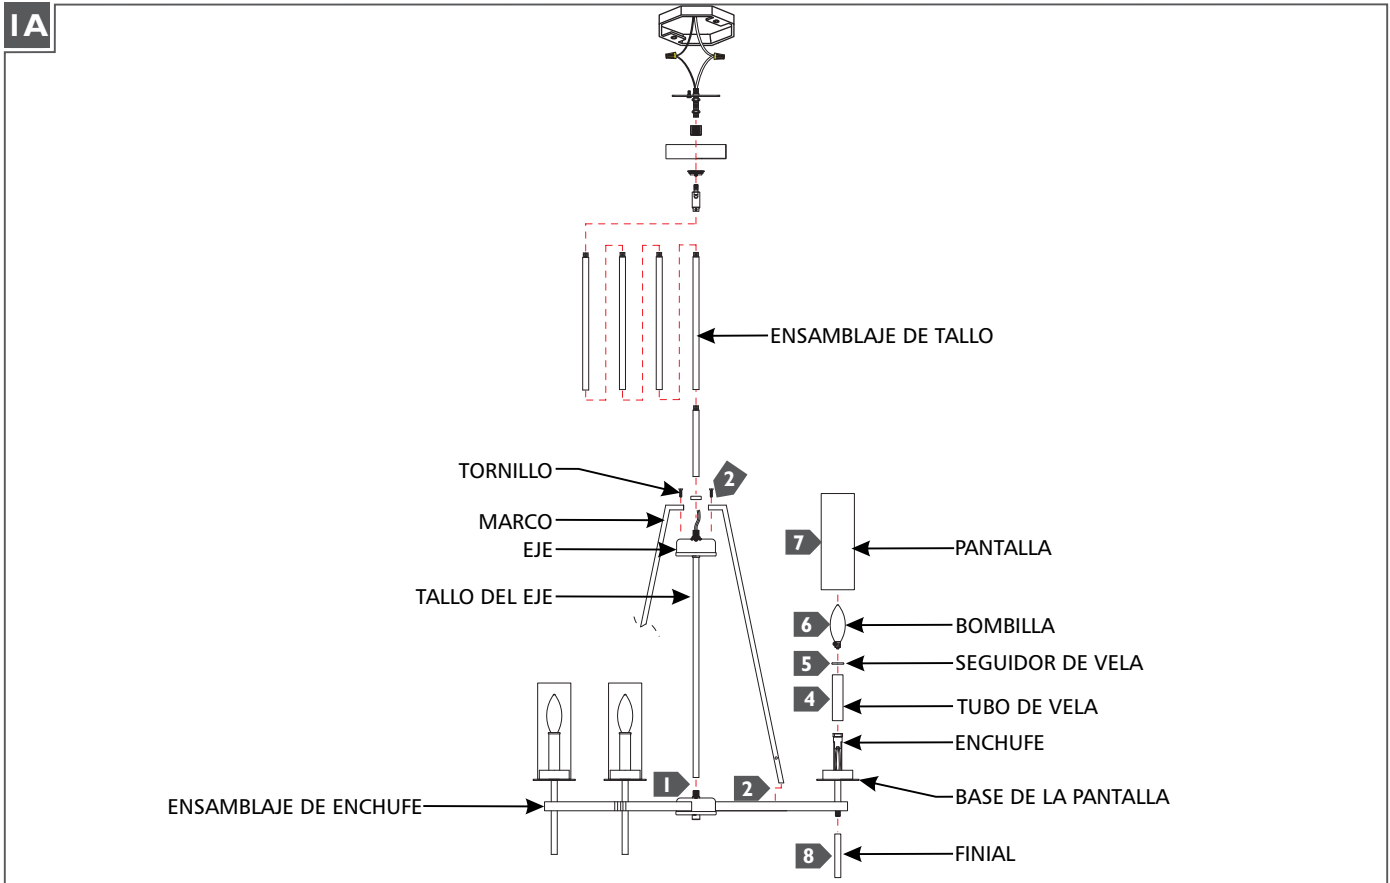 1A
ENSAMBLAJE DE TALLO
TORNILLO
2
MARCO
EJE
7
PANTALLA
TALLO DEL EJE
6
BOMBILLA
5
SEGUIDOR DE VELA
4
TUBO DE VELA
ENCHUFE
1
2
BASE DE LA PANTALLA
ENSAMBLAJE DE ENCHUFE
8
FINIAL